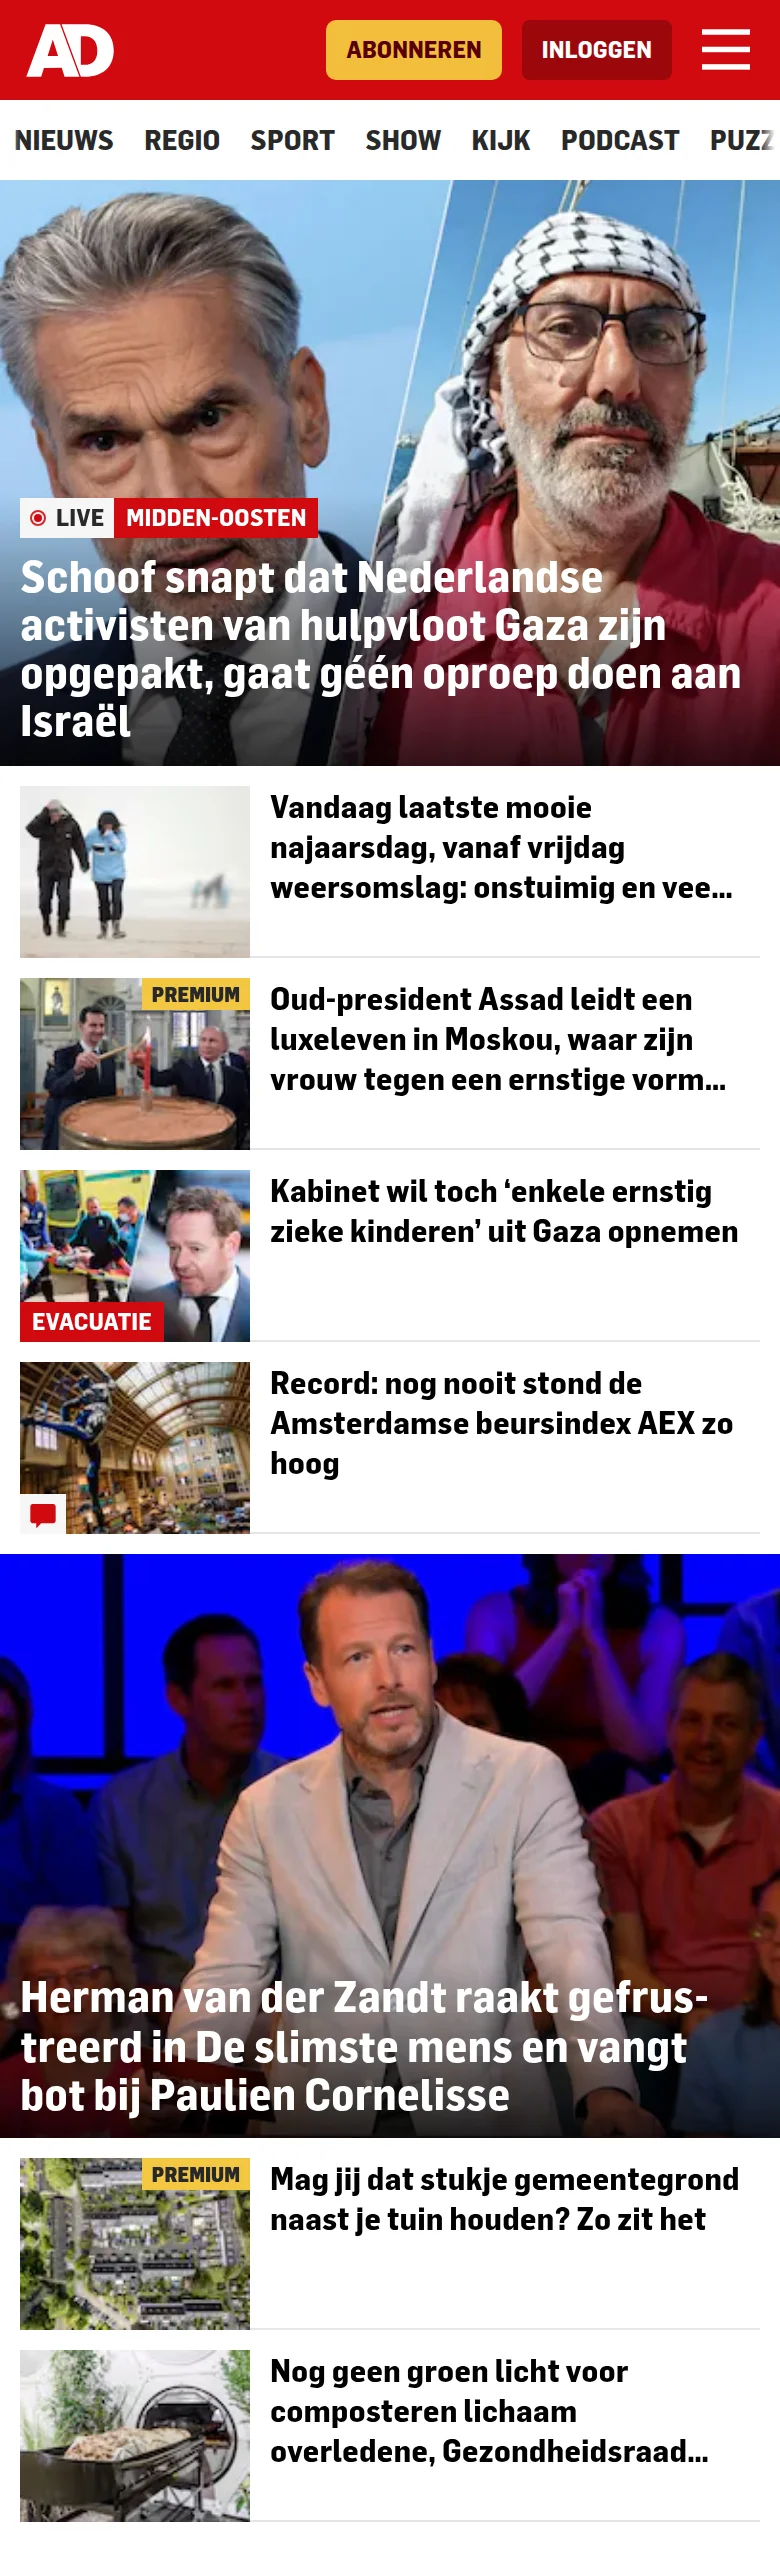 AD
ABONNEREN
INLOGGEN
NIEUWS REGIO SPORT SHOW KIJK PODCAST PUZZ
LIVE MIDDEN-OOSTEN
Schoof snapt dat Nederlandse
activisten van hulpvloot Gaza zijn
opgepakt, gaat géén oproep doen aan
Israël
Vandaag laatste mooie
najaarsdag, vanaf vrijdag
weersomslag: onstuimig en vee...
PREMIUM
Oud-president Assad leidt een
luxeleven in Moskou, waar zijn
vrouw tegen een ernstige vorm...
EVACUATIE
Kabinet wil toch ‘enkele ernstig
zieke kinderen’ uit Gaza opnemen
Record: nog nooit stond de
Amsterdamse beursindex AEX zo
hoog
Herman van der Zandt raakt gefrus-
treerd in De slimste mens en vangt
bot bij Paulien Cornelisse
PREMIUM
Mag jij dat stukje gemeentegrond
naast je tuin houden? Zo zit het
Nog geen groen licht voor
composteren lichaam
overledene, Gezondheidsraad...